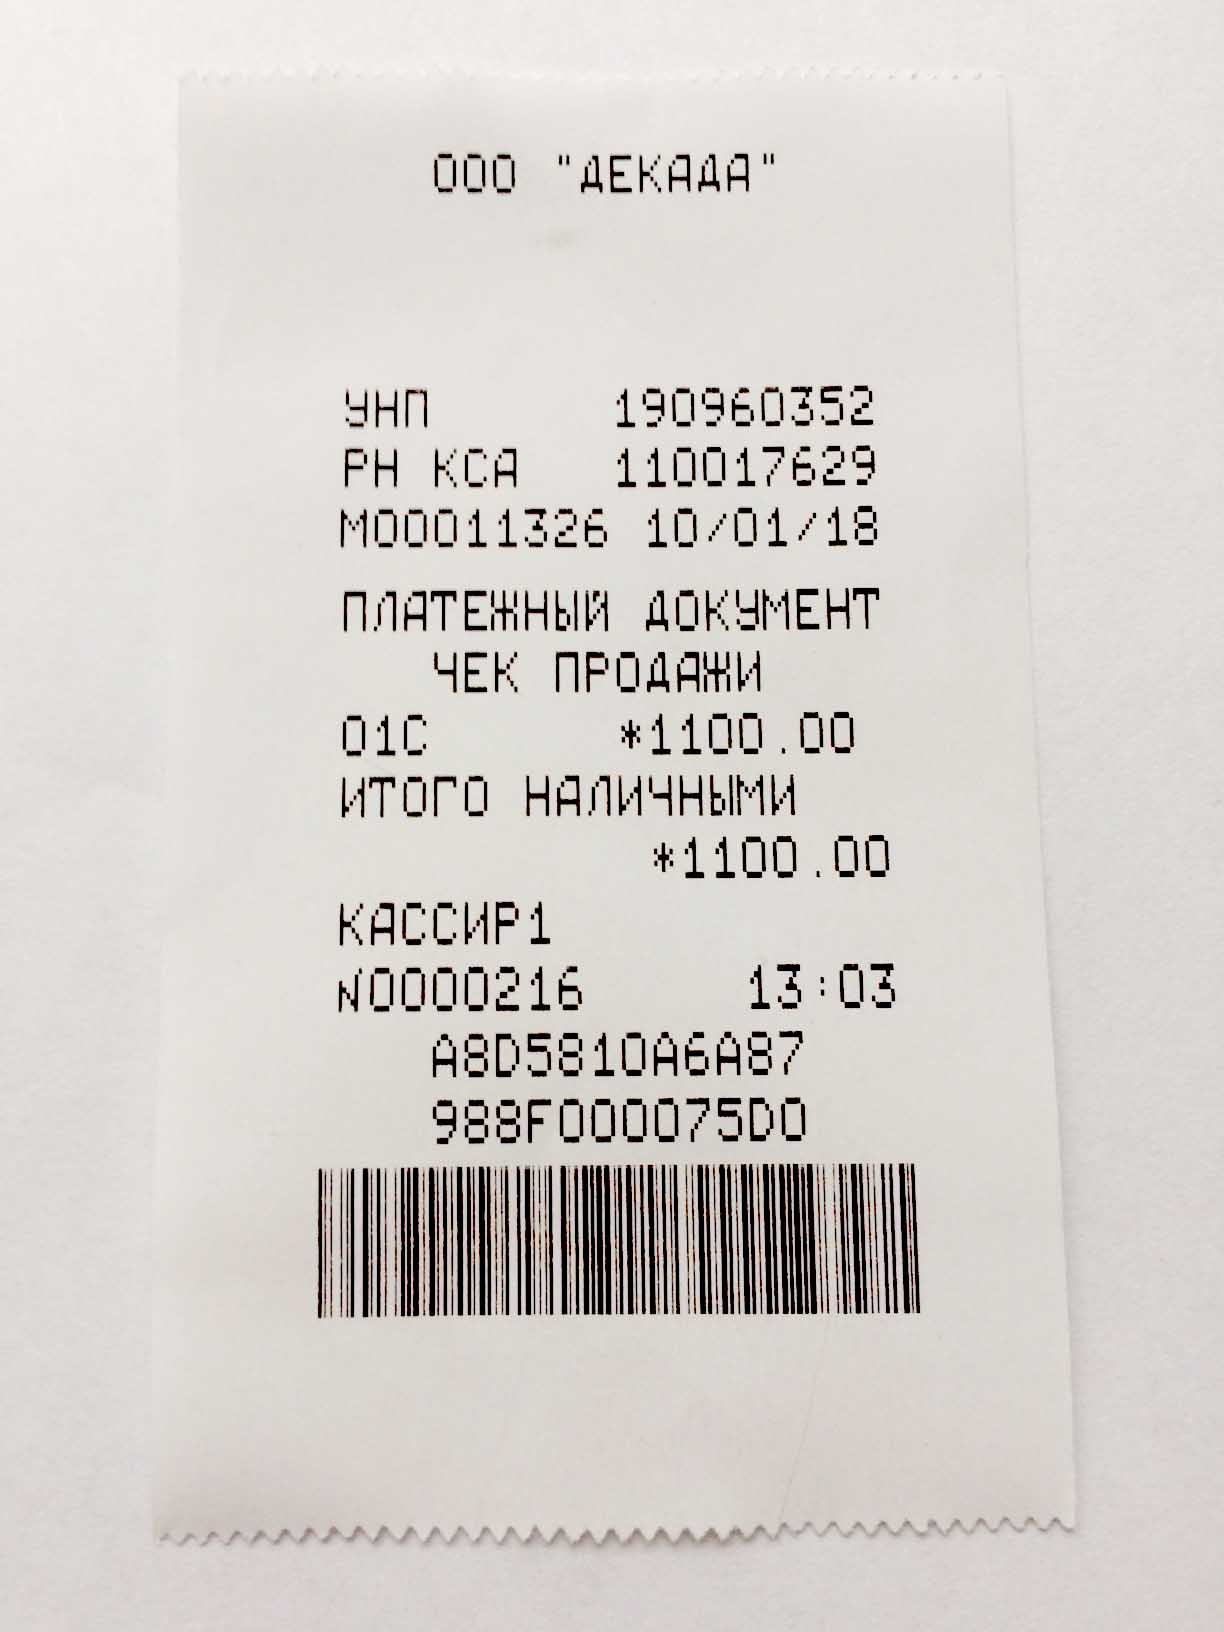 ООО "ДЕКАДА"
УНП 190960352
РН КСА 110017629
М00011326 10/01/18
ПЛАТЕЖНЫЙ ДОКУМЕНТ
ЧЕК ПРОДАЖИ
01С *1100.00
ИТОГО НАЛИЧНЫМИ
*1100.00
КАССИР1
N0000216 13:03
A8D5810A6A87
988F000075D0